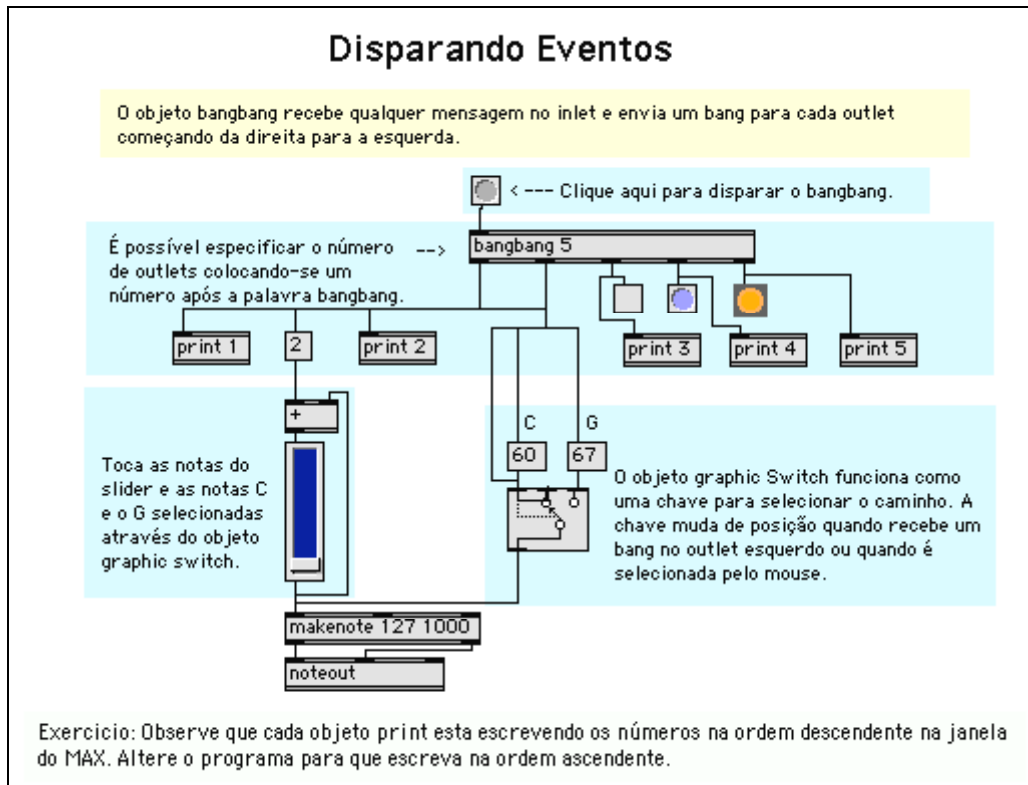 Disparando Eventos
O objeto bangbang recebe qualquer mensagem no inlet e envia um bang para cada outlet
começando da direita para a esquerda.
< --- Clique aqui para disparar o bangbang.
É possível especificar o número -->
de outlets colocando-se um
número após a palavra bangbang.
bangbang 5
print 1
2
print 2
print 3
print 4
print 5
+
C
G
60
67
Toca as notas do
slider e as notas C
e o G selecionadas
através do objeto
graphic switch.
O objeto graphic Switch funciona como
uma chave para selecionar o caminho. A
chave muda de posição quando recebe um
bang no outlet esquerdo ou quando é
selecionada pelo mouse.
makenote 127 1000
noteout
Exercicio: Observe que cada objeto print esta escrevendo os números na ordem descendente na janela
do MAX. Altere o programa para que escreva na ordem ascendente.